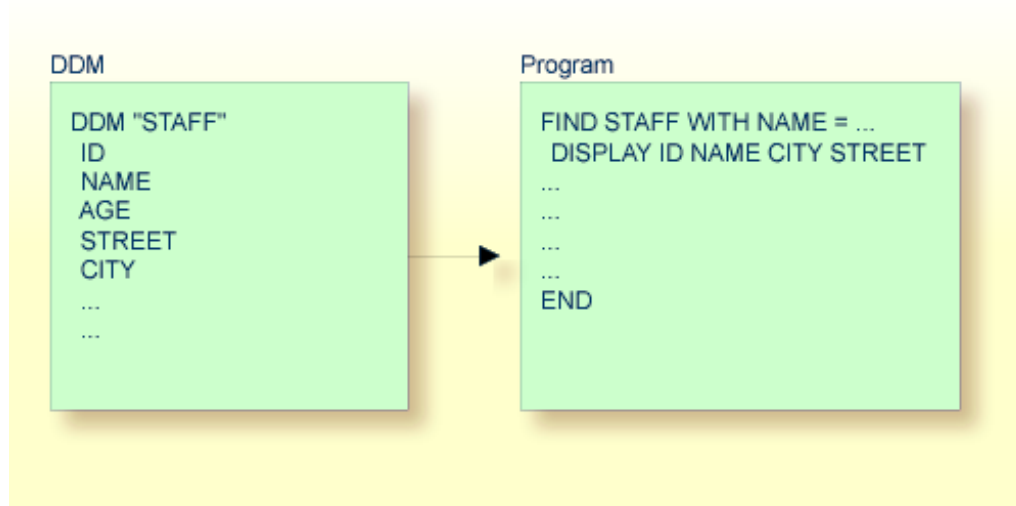 DDM
DDM "STAFF"
ID
NAME
AGE
STREET
CITY
...
...
Program
FIND STAFF WITH NAME = ...
DISPLAY ID NAME CITY STREET
...
...
...
...
END